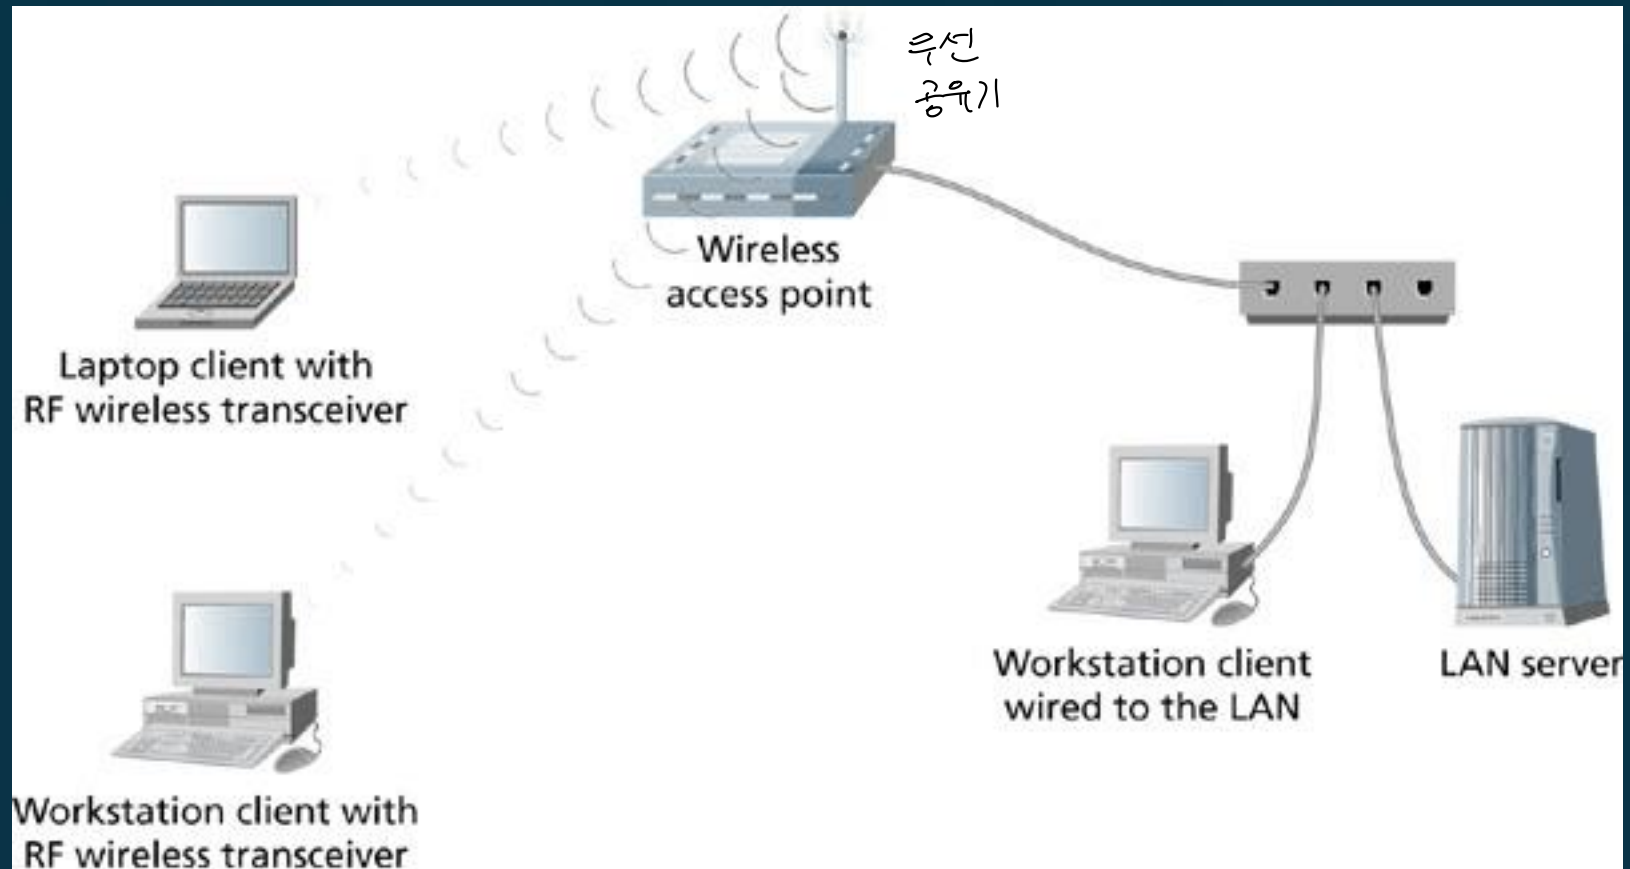 무선
공유기
Wireless
access point
Laptop client with
RF wireless transceiver
Workstation client
wired to the LAN
LAN server
Workstation client with
RF wireless transceiver